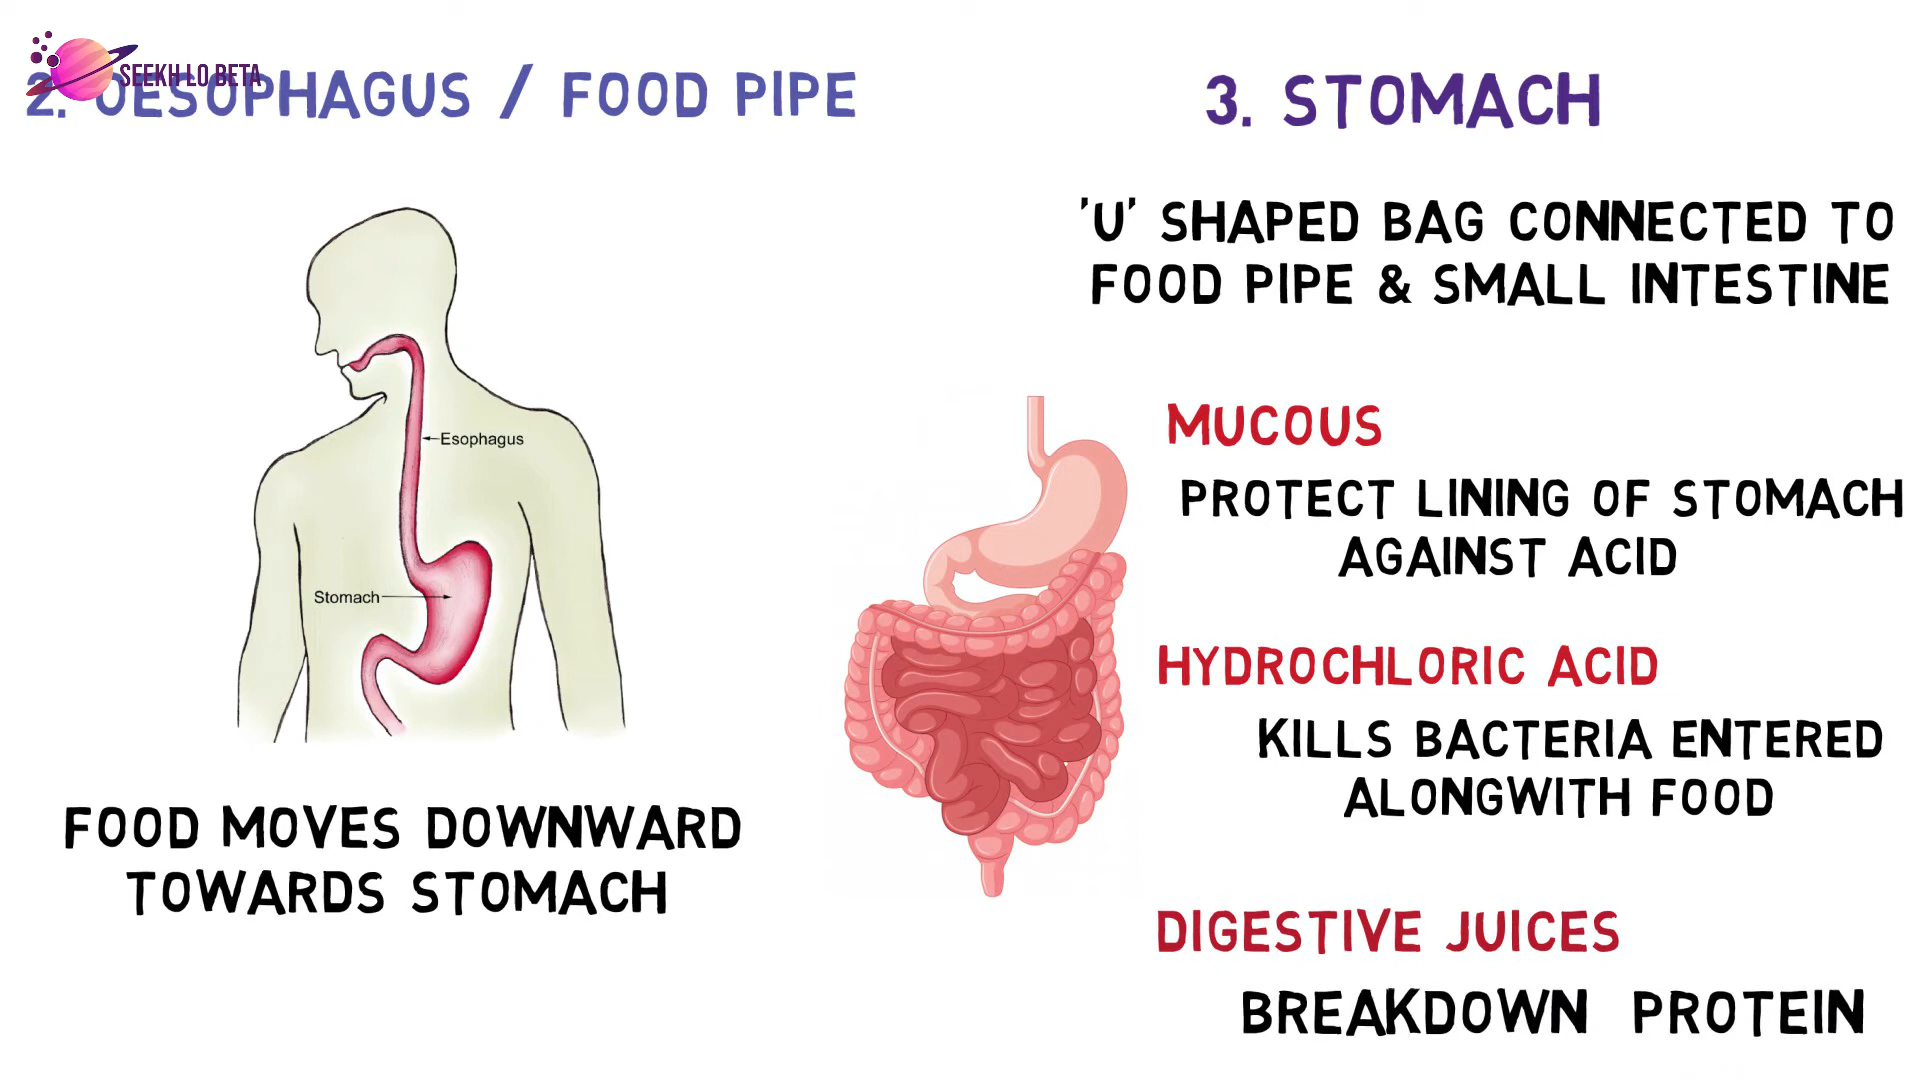 SEEKH LO BETA
2. OESOPHAGUS / FOOD PIPE
Esophagus
Stomach
FOOD MOVES DOWNWARD
TOWARDS STOMACH
3. STOMACH
'U' SHAPED BAG CONNECTED TO
FOOD PIPE & SMALL INTESTINE
MUCOUS
PROTECT LINING OF STOMACH
AGAINST ACID
HYDROCHLORIC ACID
KILLS BACTERIA ENTERED
ALONGWITH FOOD
DIGESTIVE JUICES
BREAKDOWN PROTEIN